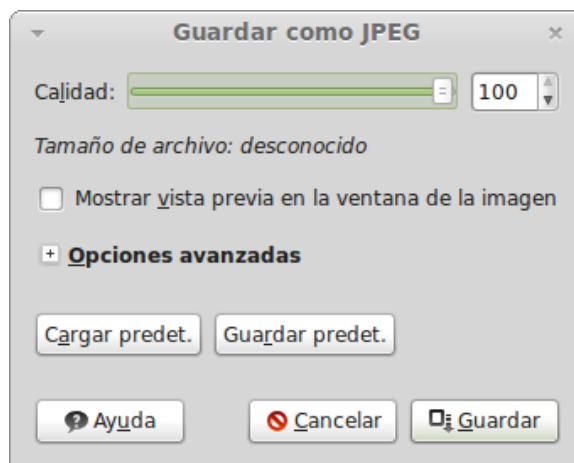 Guardar como JPEG
Calidad: 100
Tamaño de archivo: desconocido
Mostrar vista previa en la ventana de la imagen
Opciones avanzadas
Cargar predet. Guardar predet.
Ayuda Cancelar Guardar